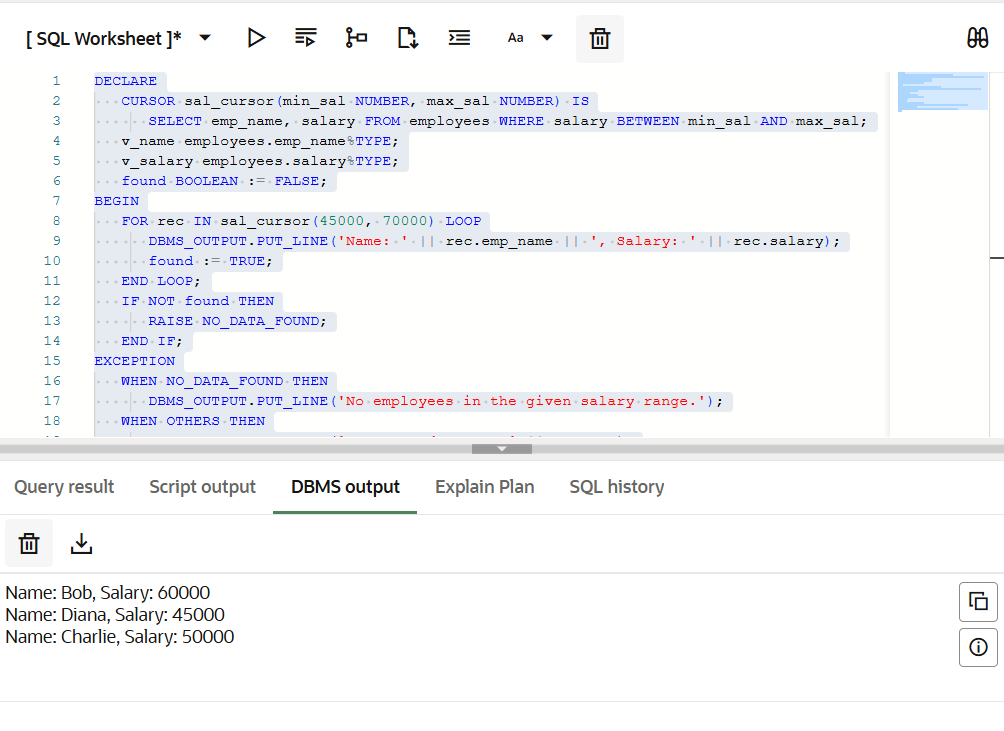 [ SQL Worksheet ]*
Aa
1 DECLARE
2 CURSOR sal_cursor(min_sal NUMBER, max_sal NUMBER) IS
3 SELECT emp_name, salary FROM employees WHERE salary BETWEEN min_sal AND max_sal;
4 v_name employees.emp_name%TYPE;
5 v_salary employees.salary%TYPE;
6 found BOOLEAN := FALSE;
7 BEGIN
8 FOR rec IN sal_cursor(45000, 70000) LOOP
9 DBMS_OUTPUT.PUT_LINE('Name: ' || rec.emp_name || ', Salary: ' || rec.salary);
10 found := TRUE;
11 END LOOP;
12 IF NOT found THEN
13 RAISE NO_DATA_FOUND;
14 END IF;
15 EXCEPTION
16 WHEN NO_DATA_FOUND THEN
17 DBMS_OUTPUT.PUT_LINE('No employees in the given salary range.');
18 WHEN OTHERS THEN
Query result Script output DBMS output Explain Plan SQL history
Name: Bob, Salary: 60000
Name: Diana, Salary: 45000
Name: Charlie, Salary: 50000